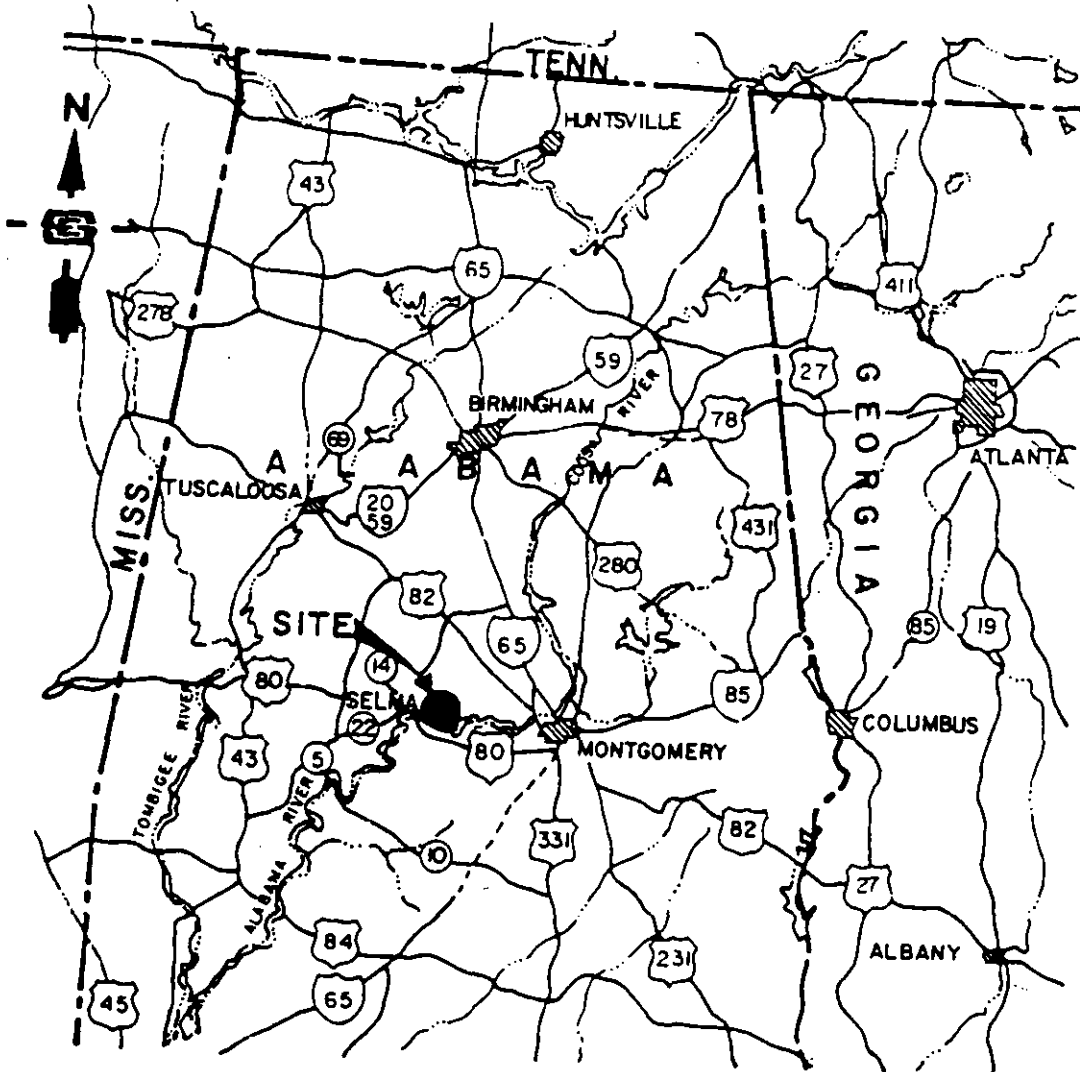 TENN.
N
HUNTSVILLE
43
65
411
278
59
27
GEORGIA
RIVER
BIRMINGHAM
78
69
ATLANTA
A
L
A
B
A
M
A
COOSA
TUSCALOOSA
20
59
MISS.
431
280
82
SITE
65
85
19
14
80
SELMA
85
RIVER
22
COLUMBUS
43
5
80
MONTGOMERY
TOMBIGEE
RIVER
331
82
10
27
ALABAMA
84
ALBANY
231
65
45